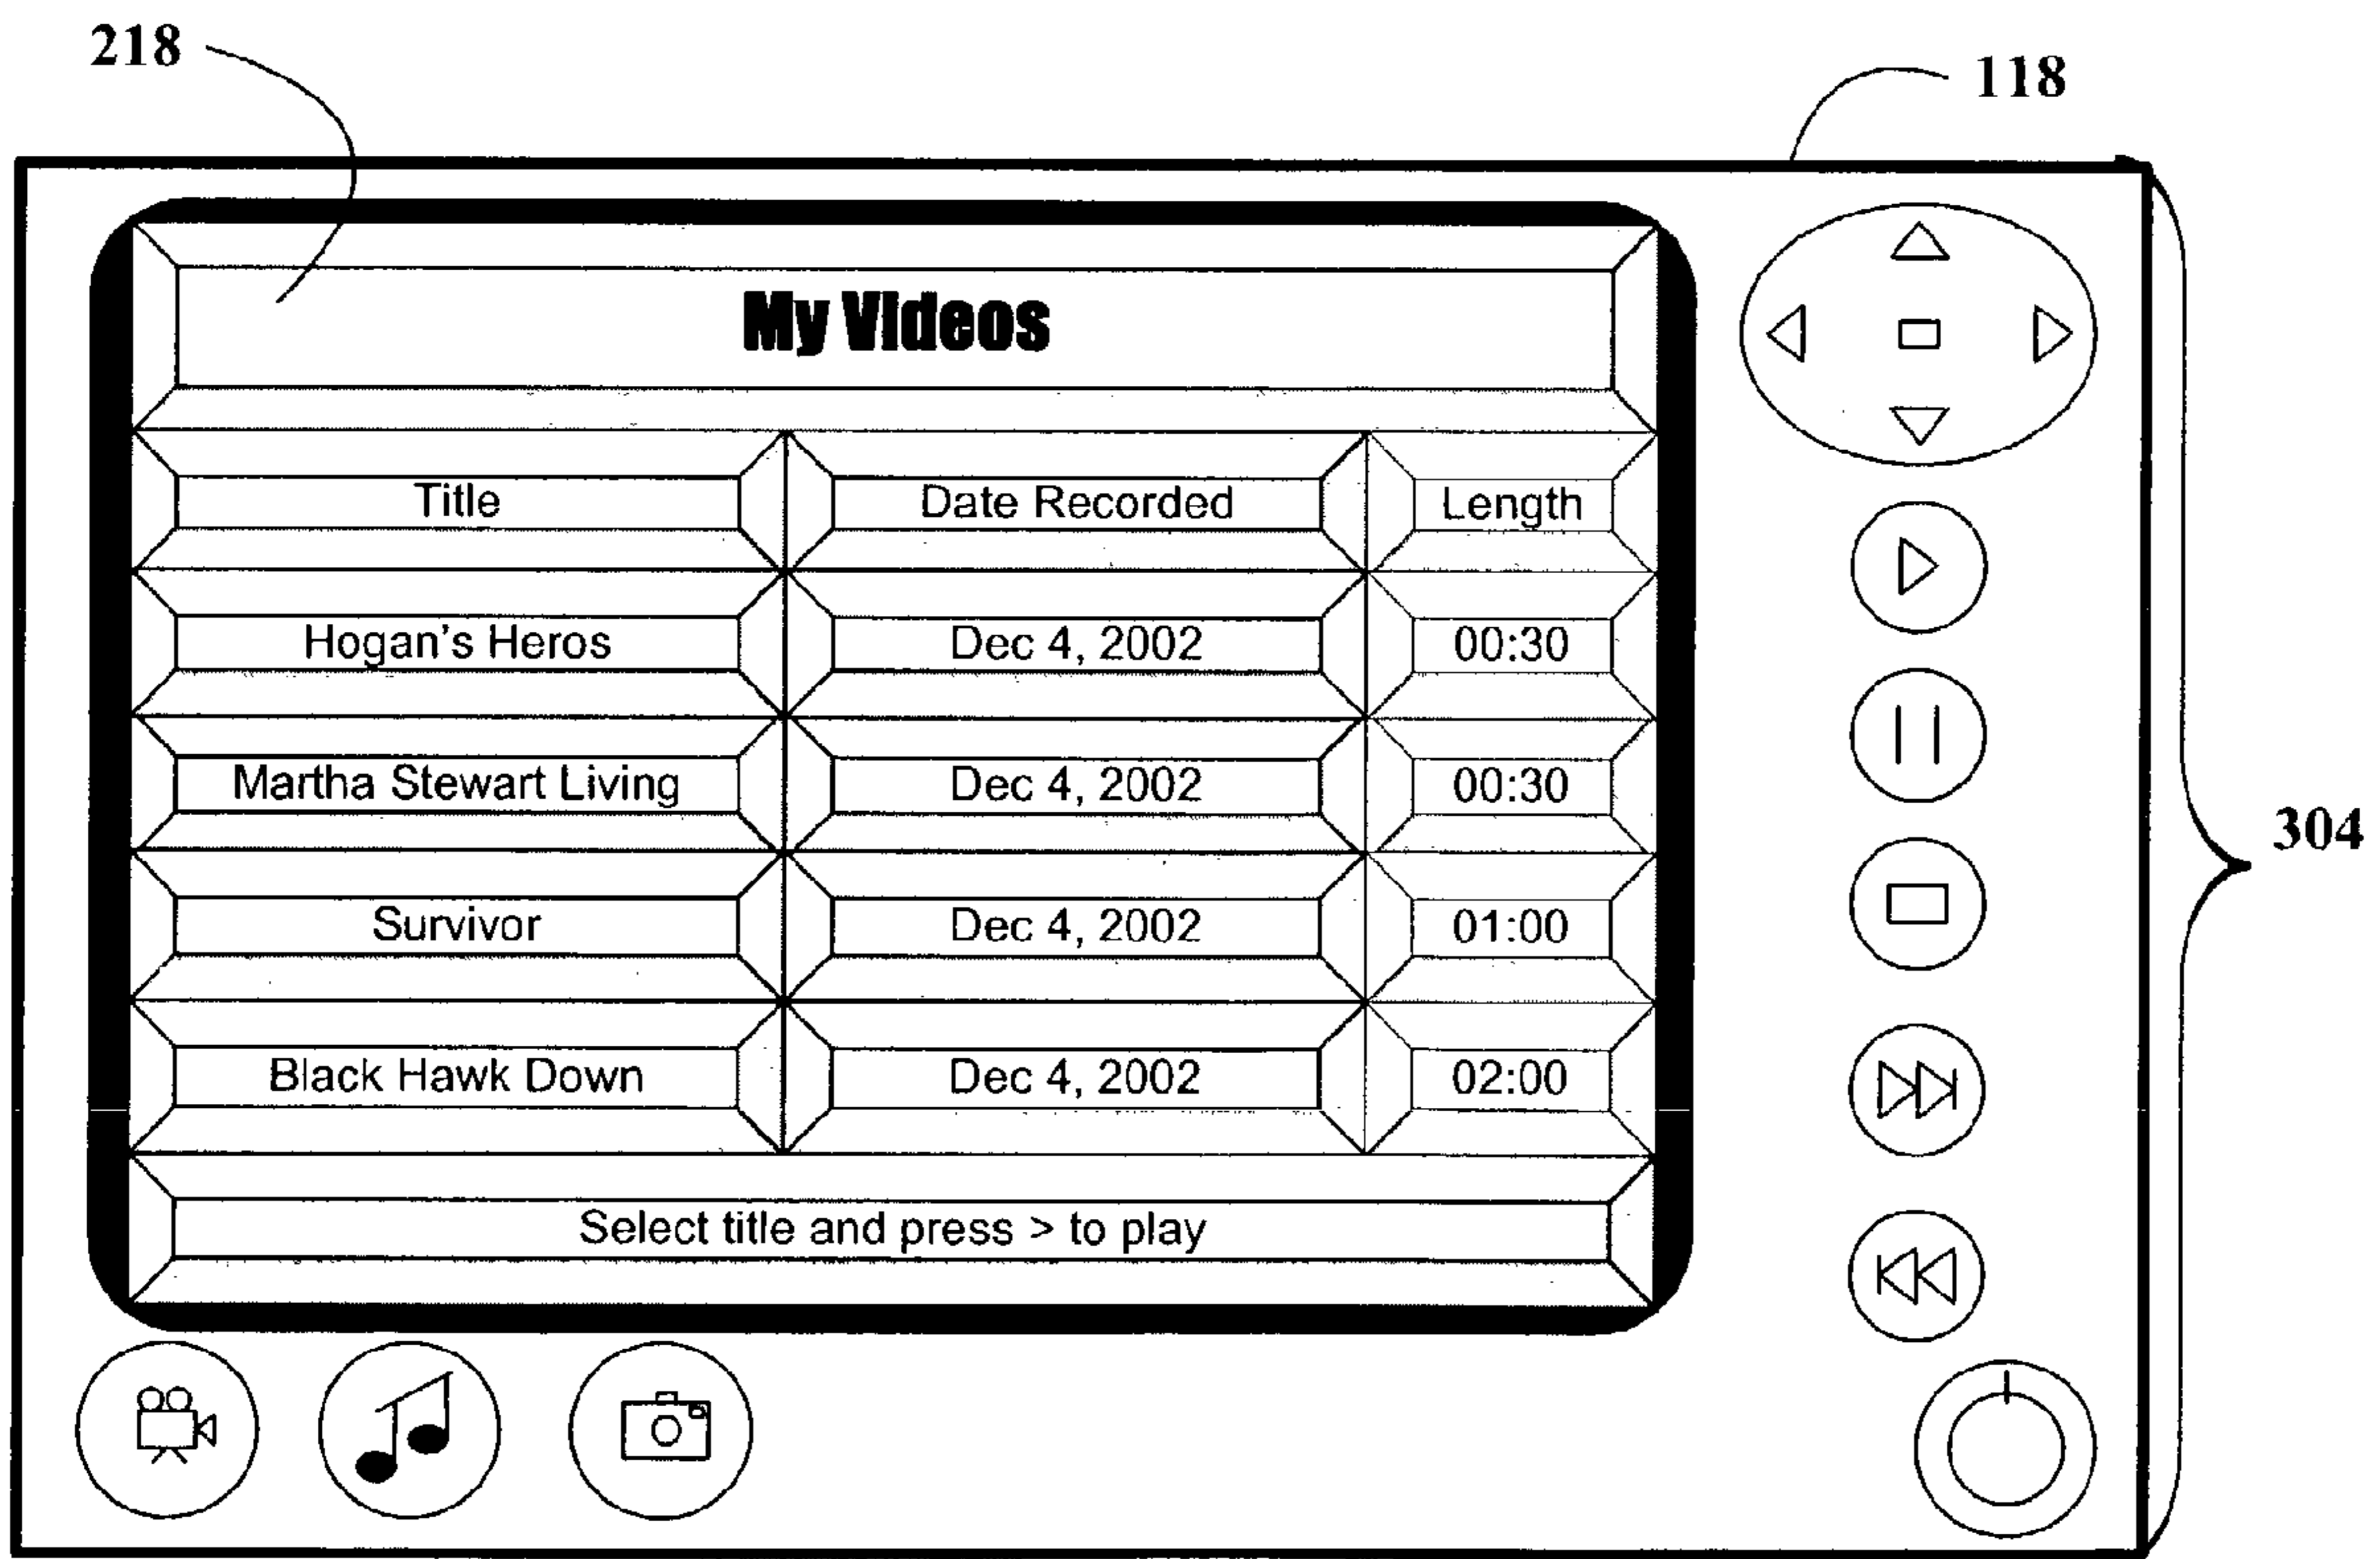 218
118
My Videos
Title Date Recorded Length
Hogan's Heros Dec 4, 2002 00:30
Martha Stewart Living Dec 4, 2002 00:30
Survivor Dec 4, 2002 01:00
Black Hawk Down Dec 4, 2002 02:00
Select title and press > to play
304